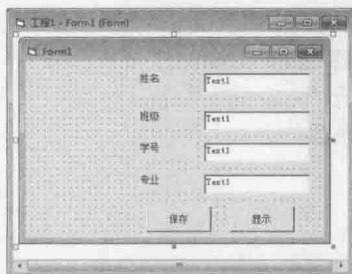 工程1 - Form1 (Form)
Form1
姓名 Text1
班级 Text1
学号 Text1
专业 Text1
保存 显示